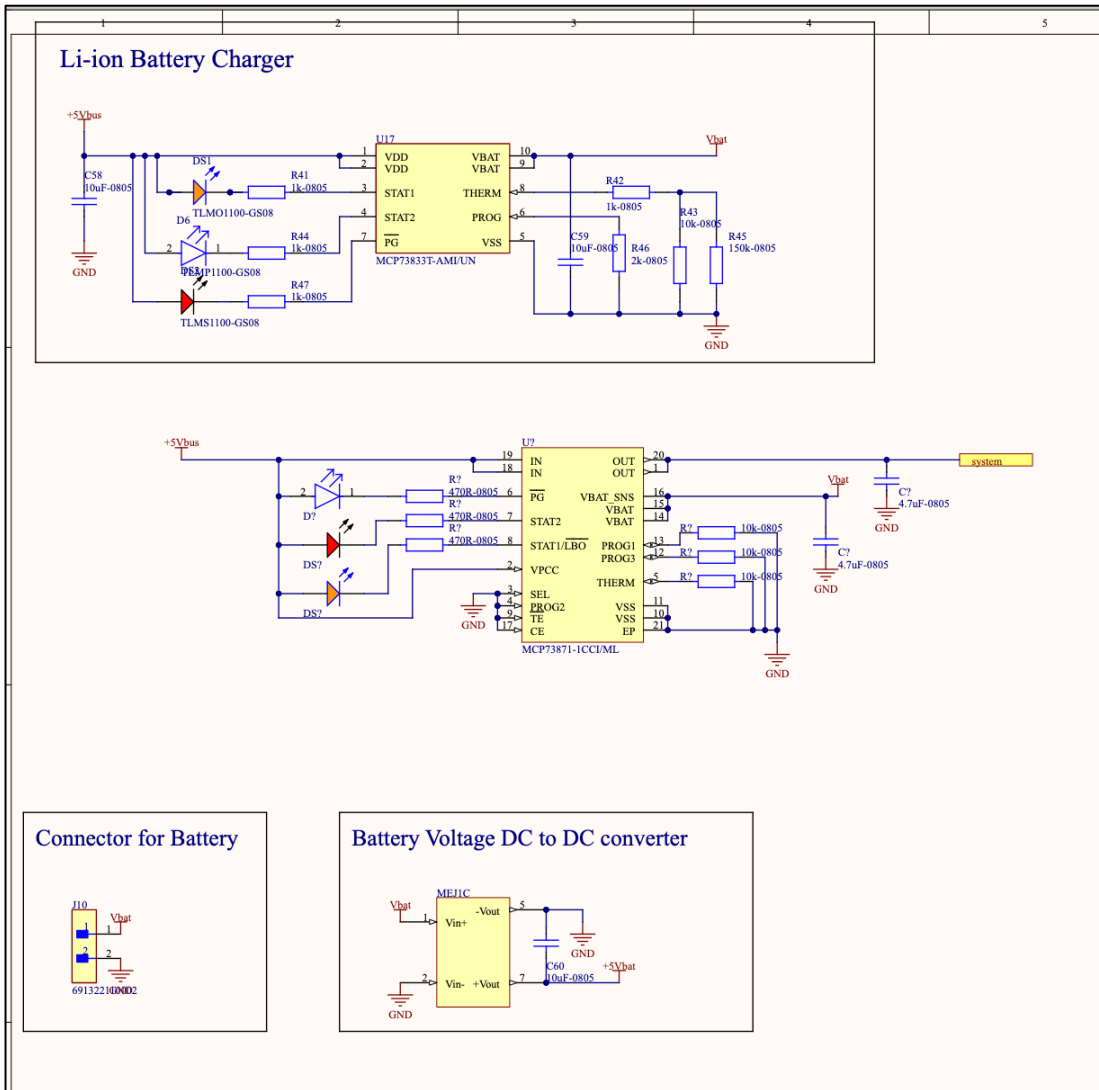 1 2 3 4 5
Li-ion Battery Charger
+5Vbus
C58
10uF-0805
GND
DS1
TLMO1100-GS08
D6
2 1
TLMP1100-GS08
TLMS1100-GS08
R41
1k-0805
R44
1k-0805
R47
1k-0805
U17
1 VDD
2 VDD
3 STAT1
4 STAT2
7 PG
VBAT 10
VBAT 9
THERM 8
PROG 6
VSS 5
MCP73833T-AMI/UN
Vbat
R42
1k-0805
C59
10uF-0805
R46
2k-0805
R43
10k-0805
R45
150k-0805
GND
+5Vbus
2 1
D?
DS?
DS?
R?
470R-0805
R?
470R-0805
R?
470R-0805
GND
U?
19 IN
18 IN
6 PG
7 STAT2
8 STAT1/LBO
2 VPCC
3 SEL
4 PROG2
9 TE
17 CE
OUT 20
OUT 1
VBAT_SNS 16
VBAT 15
VBAT 14
PROG1 13
PROG3 12
THERM 5
VSS 11
VSS 10
EP 21
MCP73871-1CCI/ML
R? 10k-0805
R? 10k-0805
R? 10k-0805
GND
Vbat
C?
4.7uF-0805
GND
system
C?
4.7uF-0805
GND
Connector for Battery
J10
1 1
2 2
Vbat
GND
Battery Voltage DC to DC converter
MEJ1C
Vbat
1 Vin+
2 Vin-
GND
-Vout 5
+Vout 7
C60
10uF-0805
GND
+5Vbat